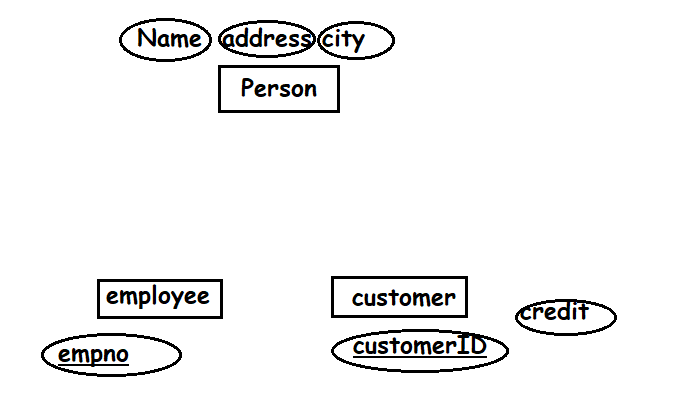 Name address city
Person
employee customer
credit
empno customerID